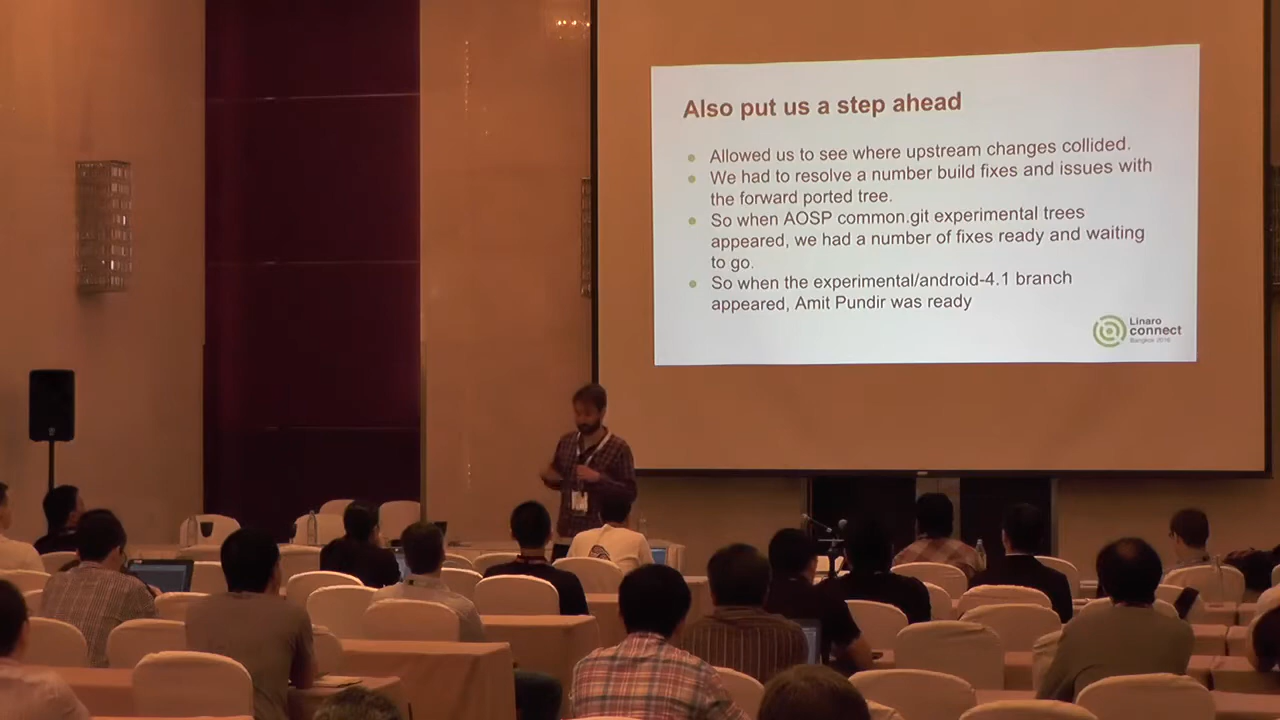 Also put us a step ahead
Allowed us to see where upstream changes collided.
We had to resolve a number build fixes and issues with
the forward ported tree.
So when AOSP common.git experimental trees
appeared, we had a number of fixes ready and waiting
to go.
So when the experimental/android-4.1 branch
appeared, Amit Pundir was ready
Linaro
connect
Bangkok 2016